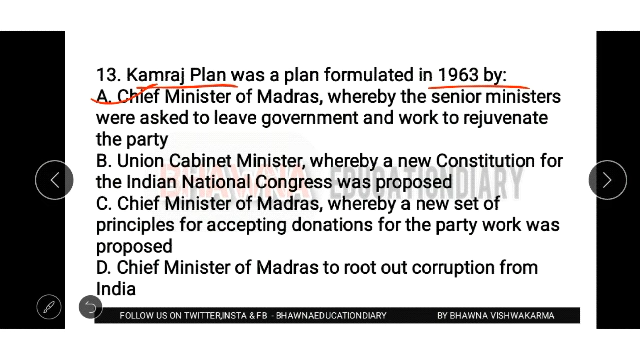 13. Kamraj Plan was a plan formulated in 1963 by:
A. Chief Minister of Madras, whereby the senior ministers
were asked to leave government and work to rejuvenate
the party
B. Union Cabinet Minister, whereby a new Constitution for
the Indian National Congress was proposed
C. Chief Minister of Madras, whereby a new set of
principles for accepting donations for the party work was
proposed
D. Chief Minister of Madras to root out corruption from
India
BHAWNA EDUCATIONDIARY
FOLLOW US ON TWITTER,INSTA & FB - BHAWNAEDUCATIONDIARY BY BHAWNA VISHWAKARMA